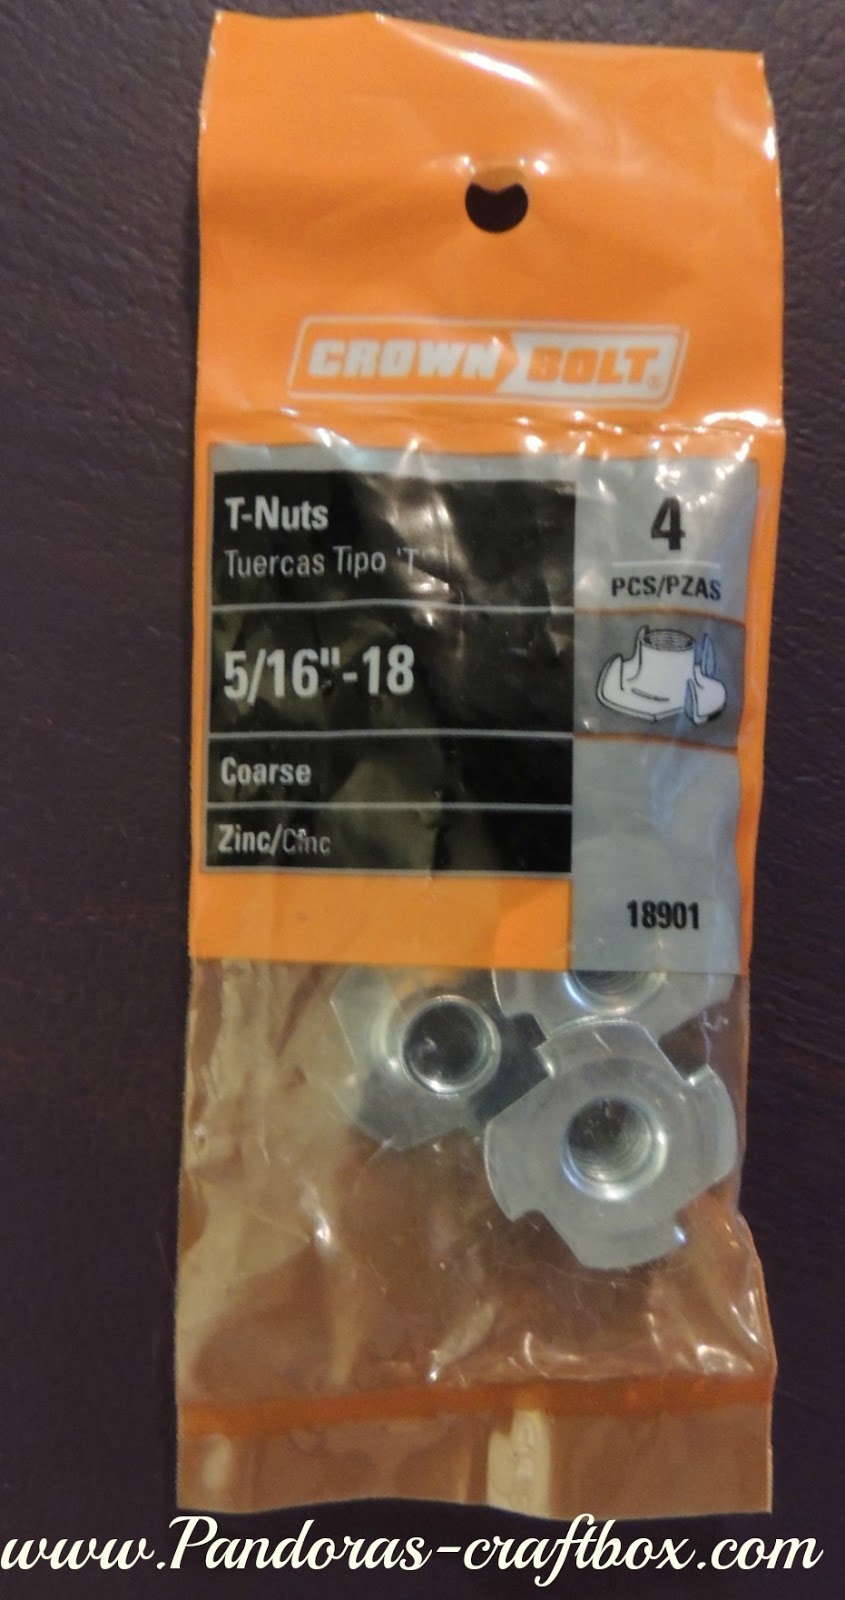 CROWN BOLT®
T-Nuts
Tuercas Tipo 'T'
4
PCS/PZAS
5/16"-18
Coarse
Zinc/Cinc
18901
www.Pandoras-craftbox.com